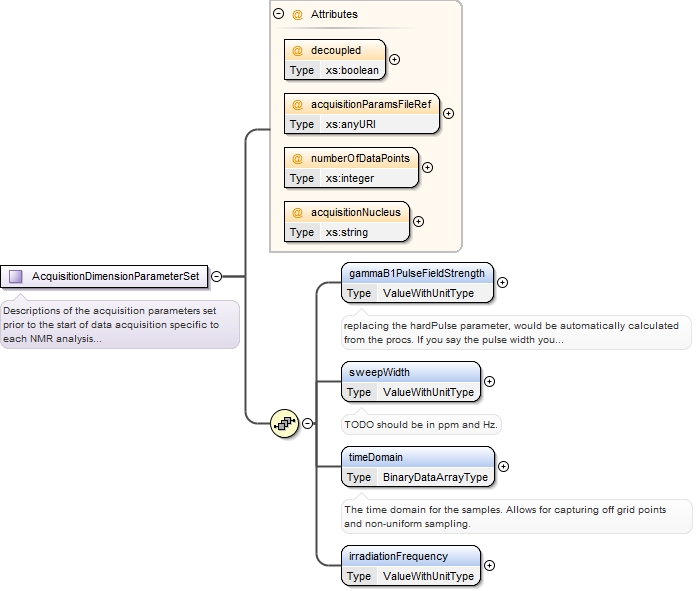 @ Attributes
@ decoupled
Type xs:boolean
@ acquisitionParamsFileRef
Type xs:anyURI
@ numberOfDataPoints
Type xs:integer
@ acquisitionNucleus
Type xs:string
AcquisitionDimensionParameterSet
Descriptions of the acquisition parameters set
prior to the start of data acquisition specific to
each NMR analysis...
gammaB1PulseFieldStrength
Type ValueWithUnitType
replacing the hardPulse parameter, would be automatically calculated
from the procs. If you say the pulse width you...
sweepWidth
Type ValueWithUnitType
TODO should be in ppm and Hz.
timeDomain
Type BinaryDataArrayType
The time domain for the samples. Allows for capturing off grid points
and non-uniform sampling.
irradiationFrequency
Type ValueWithUnitType